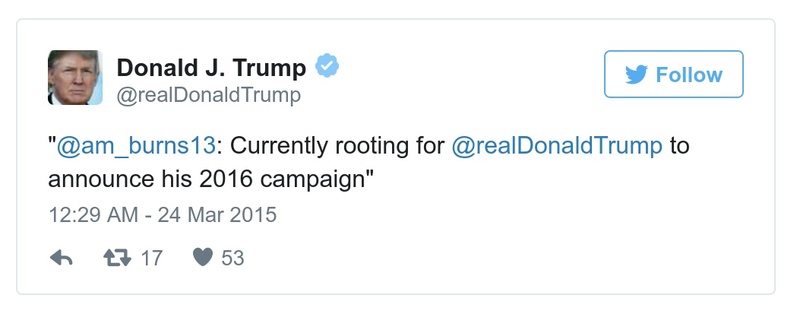 Donald J. Trump
@realDonaldTrump
Follow
"@am_burns13: Currently rooting for @realDonaldTrump to
announce his 2016 campaign"
12:29 AM - 24 Mar 2015
17 53